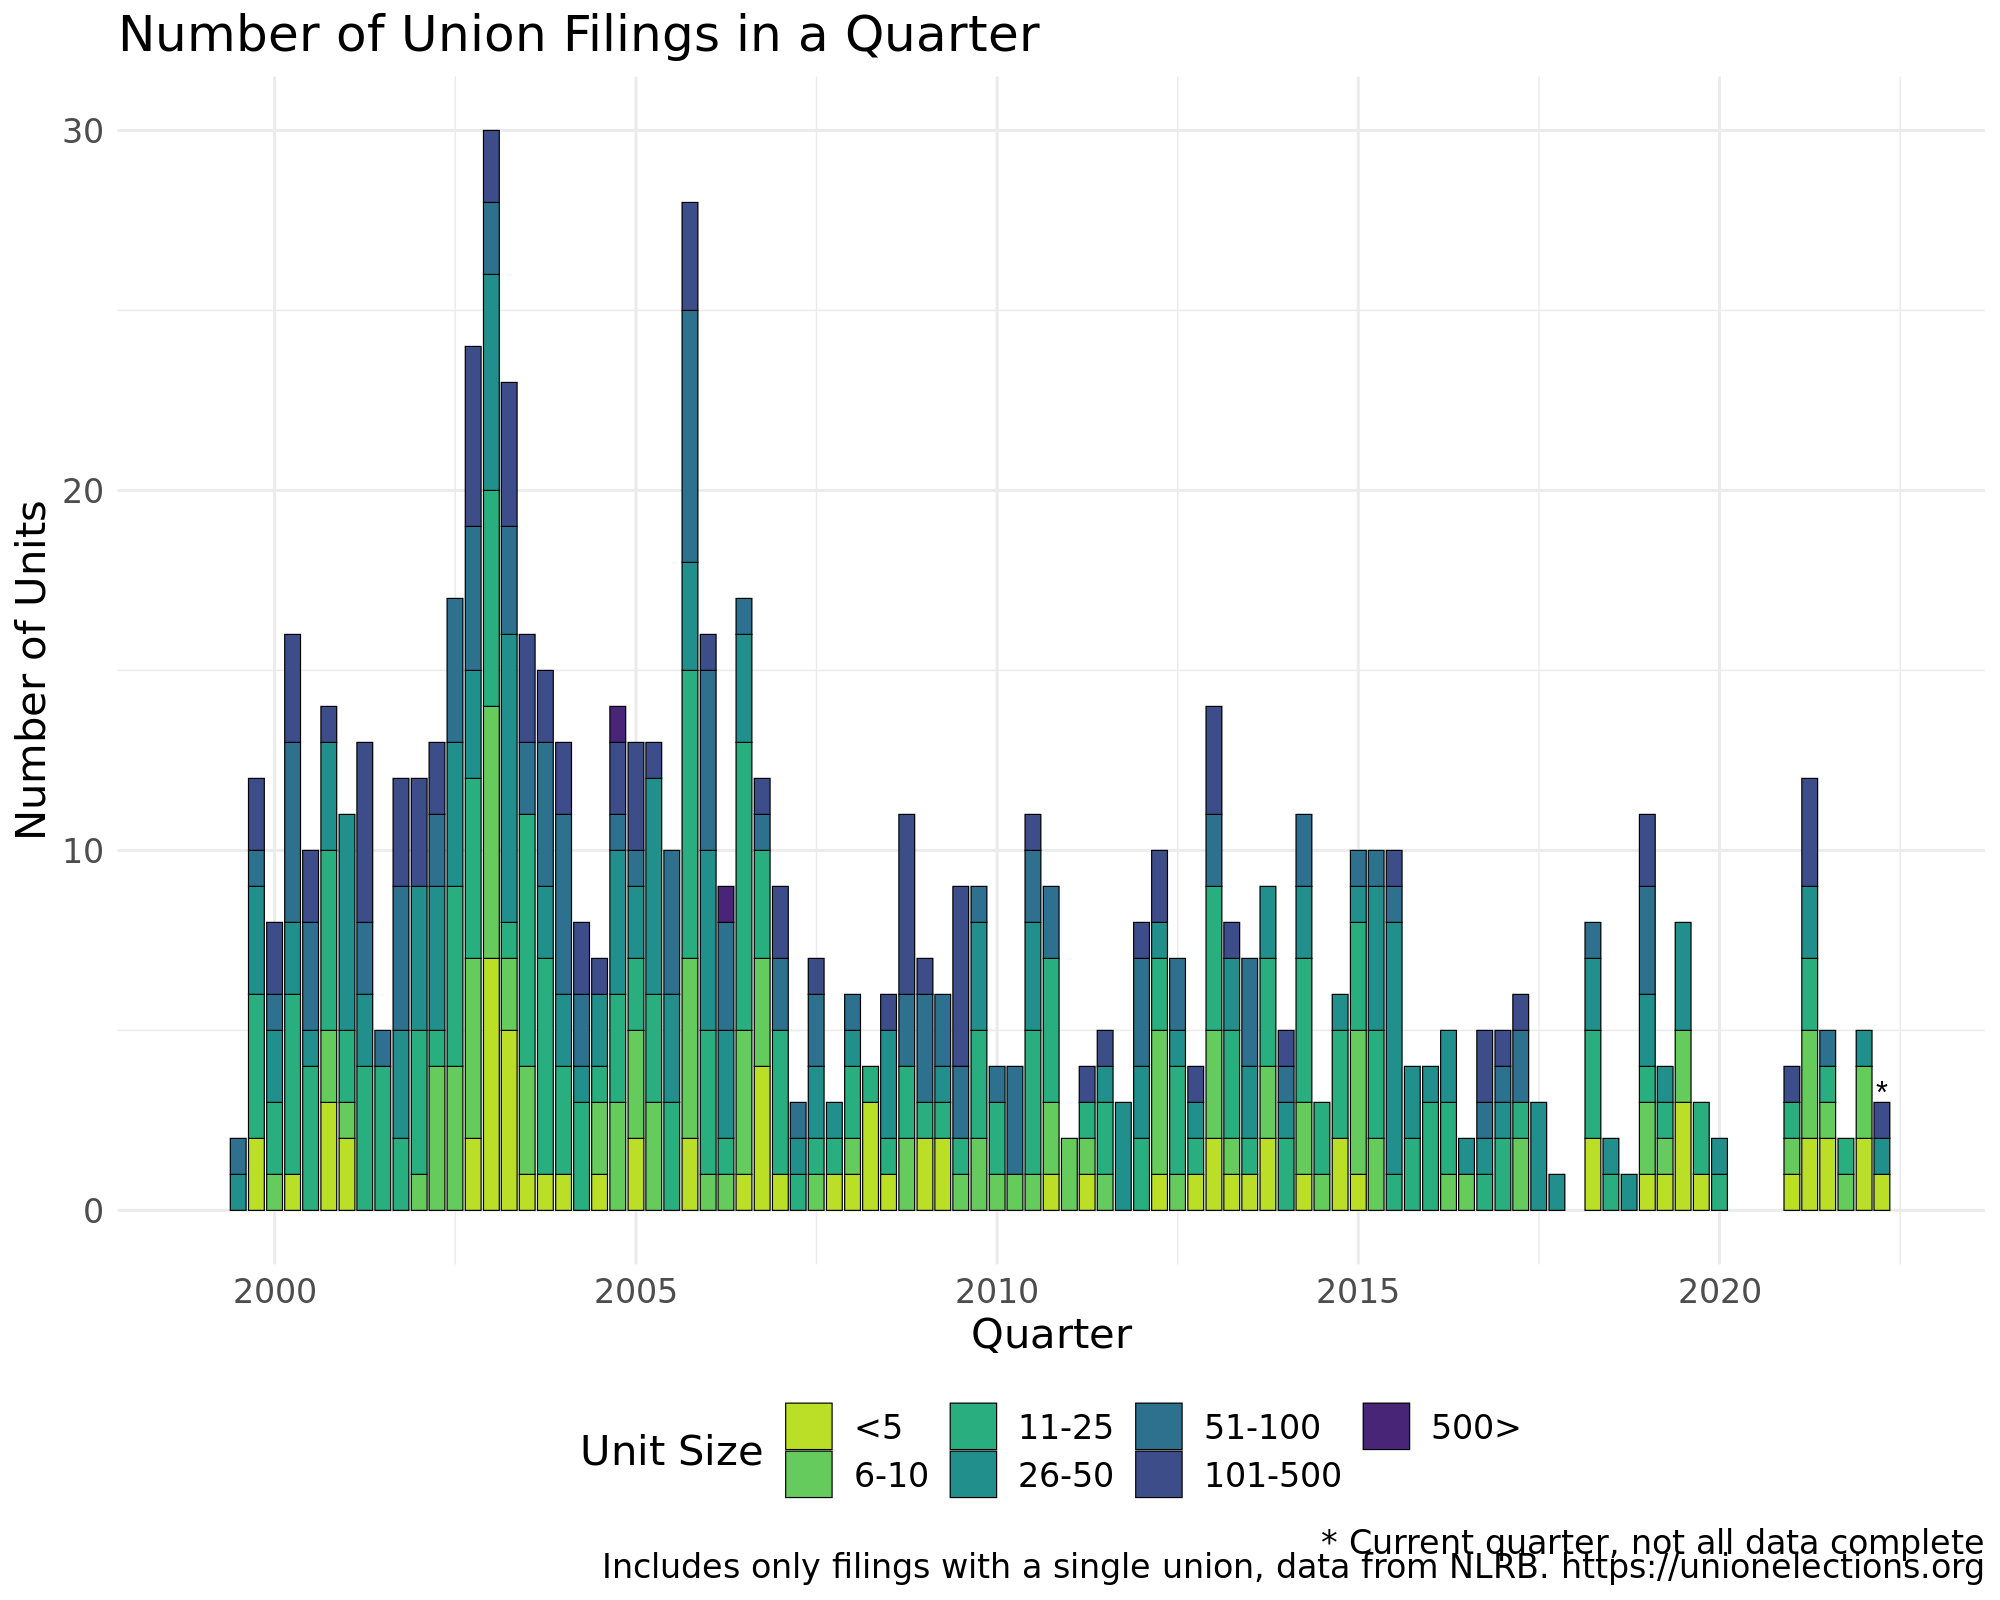 Number of Union Filings in a Quarter
30
20
10
0
Number of Units
2000 2005 2010 2015 2020
*
Quarter
Unit Size
<5 11-25 51-100 500>
6-10 26-50 101-500
* Current quarter, not all data complete
Includes only filings with a single union, data from NLRB. https://unionelections.org